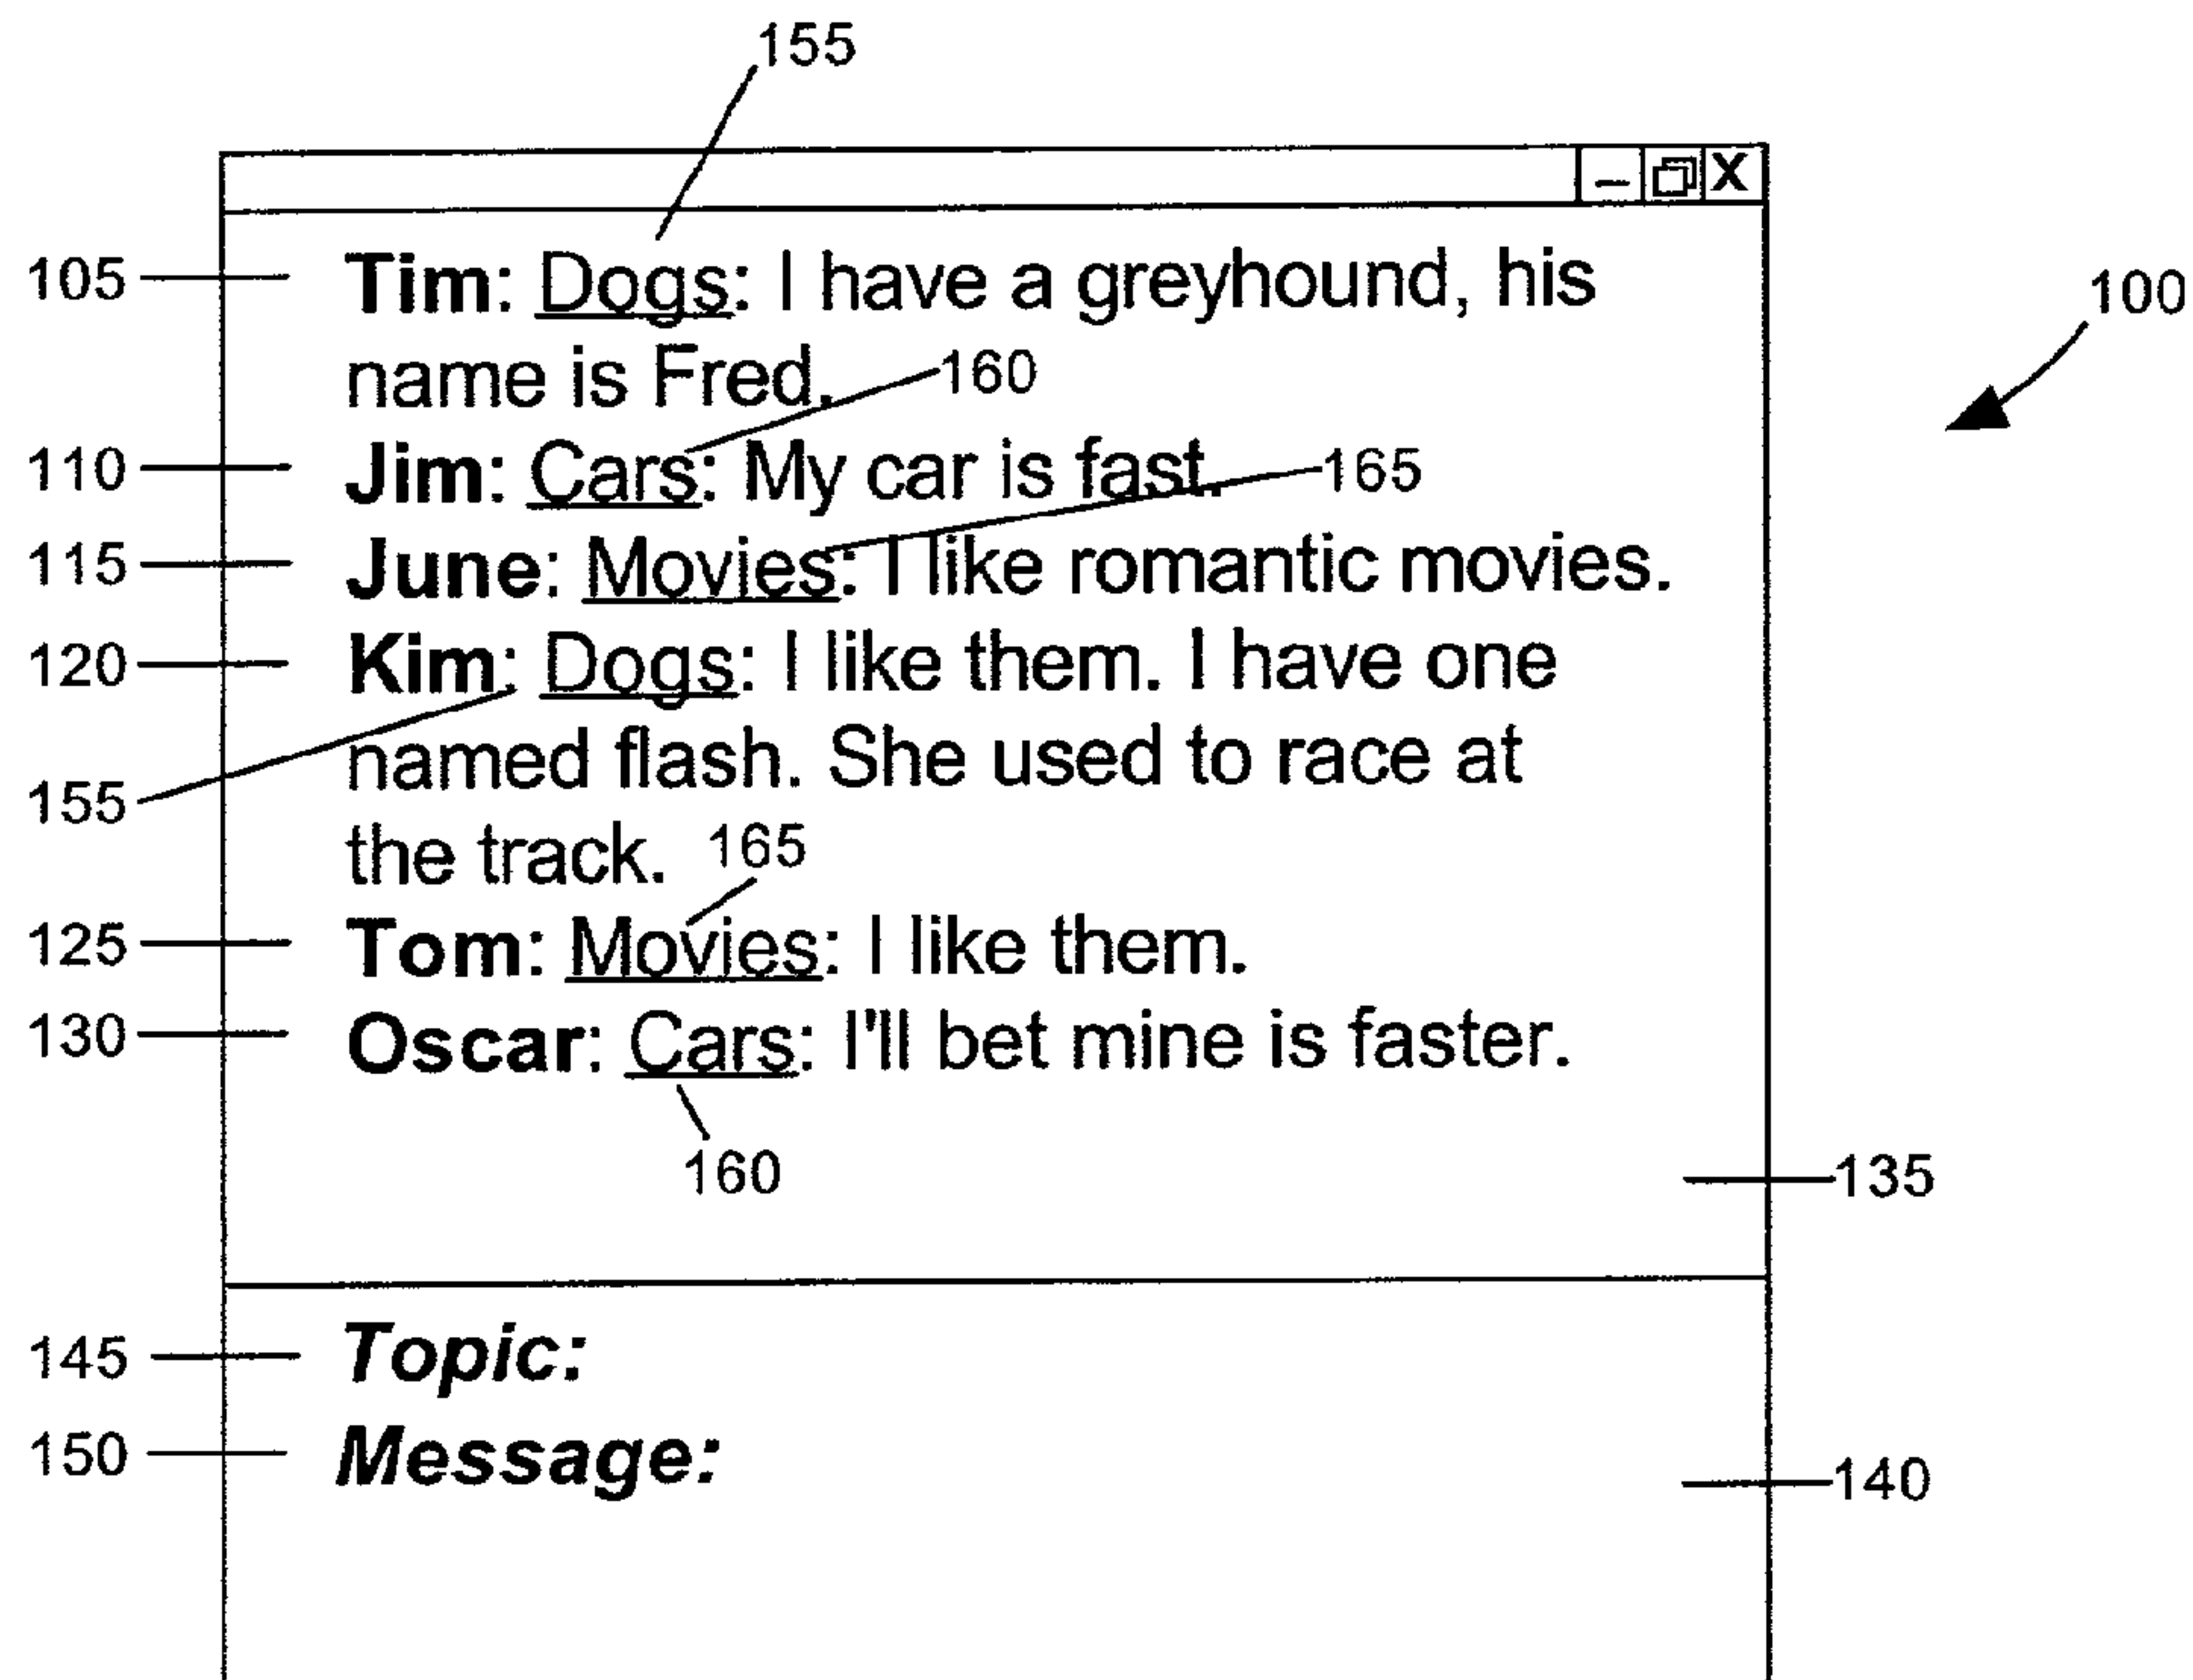 155
X
105 Tim: Dogs: I have a greyhound, his
100
name is Fred. 160
110 Jim: Cars: My car is fast. 165
115 June: Movies: I like romantic movies.
120 Kim: Dogs: I like them. I have one
155 named flash. She used to race at
the track. 165
125 Tom: Movies: I like them.
130 Oscar: Cars: I'll bet mine is faster.
160 135
145 Topic:
150 Message: 140